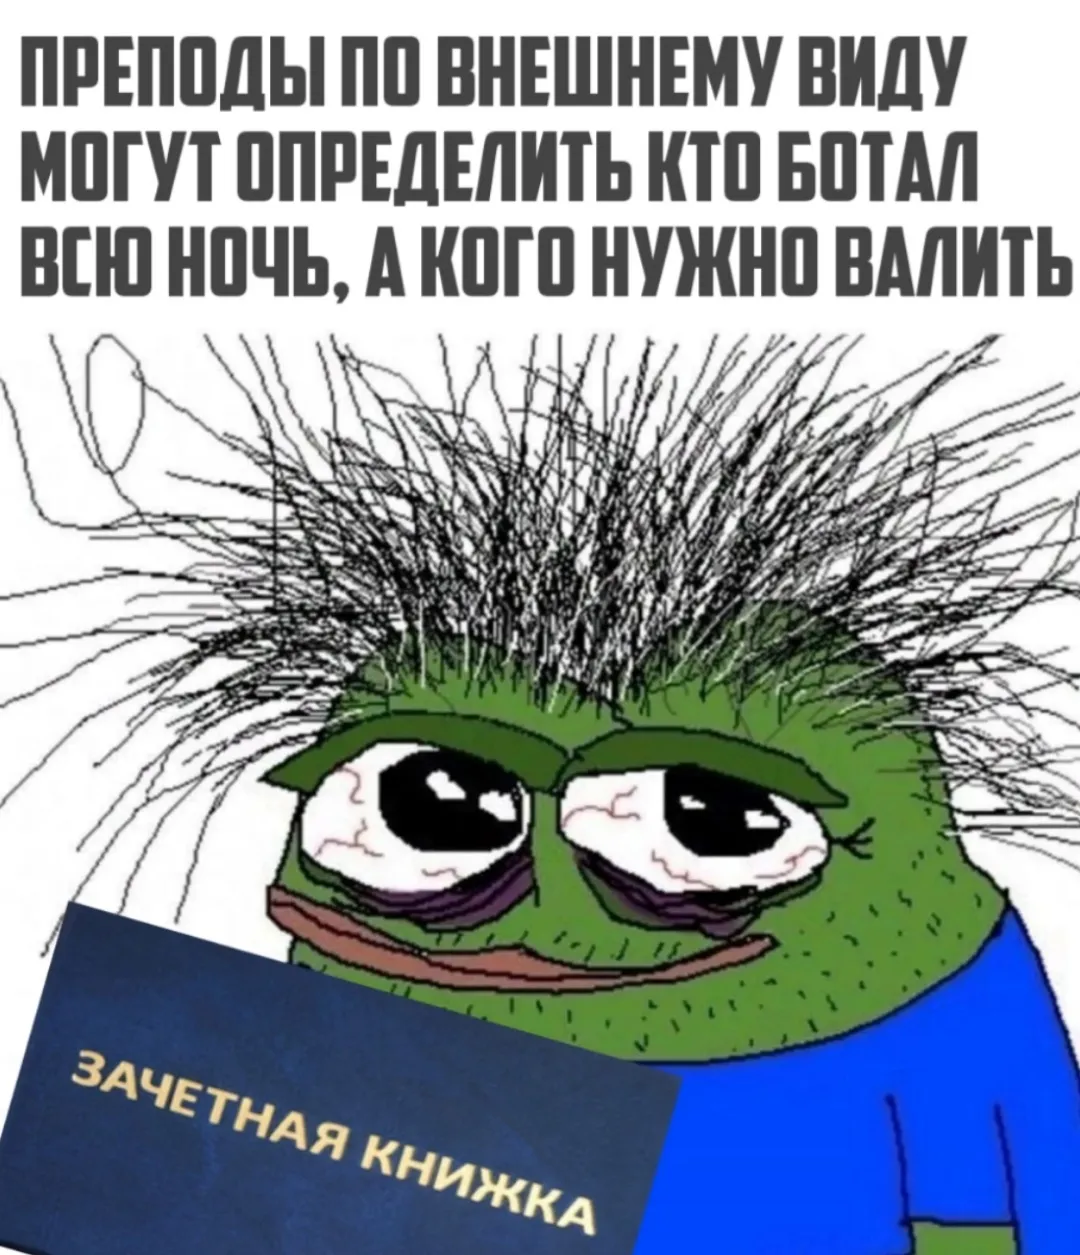 ПРЕПОДЫ ПО ВНЕШНЕМУ ВИДУ
МОГУТ ОПРЕДЕЛИТЬ КТО БОТАЛ
ВСЮ НОЧЬ, А КОГО НУЖНО ВАЛИТЬ
ЗАЧЕТНАЯ КНИЖКА